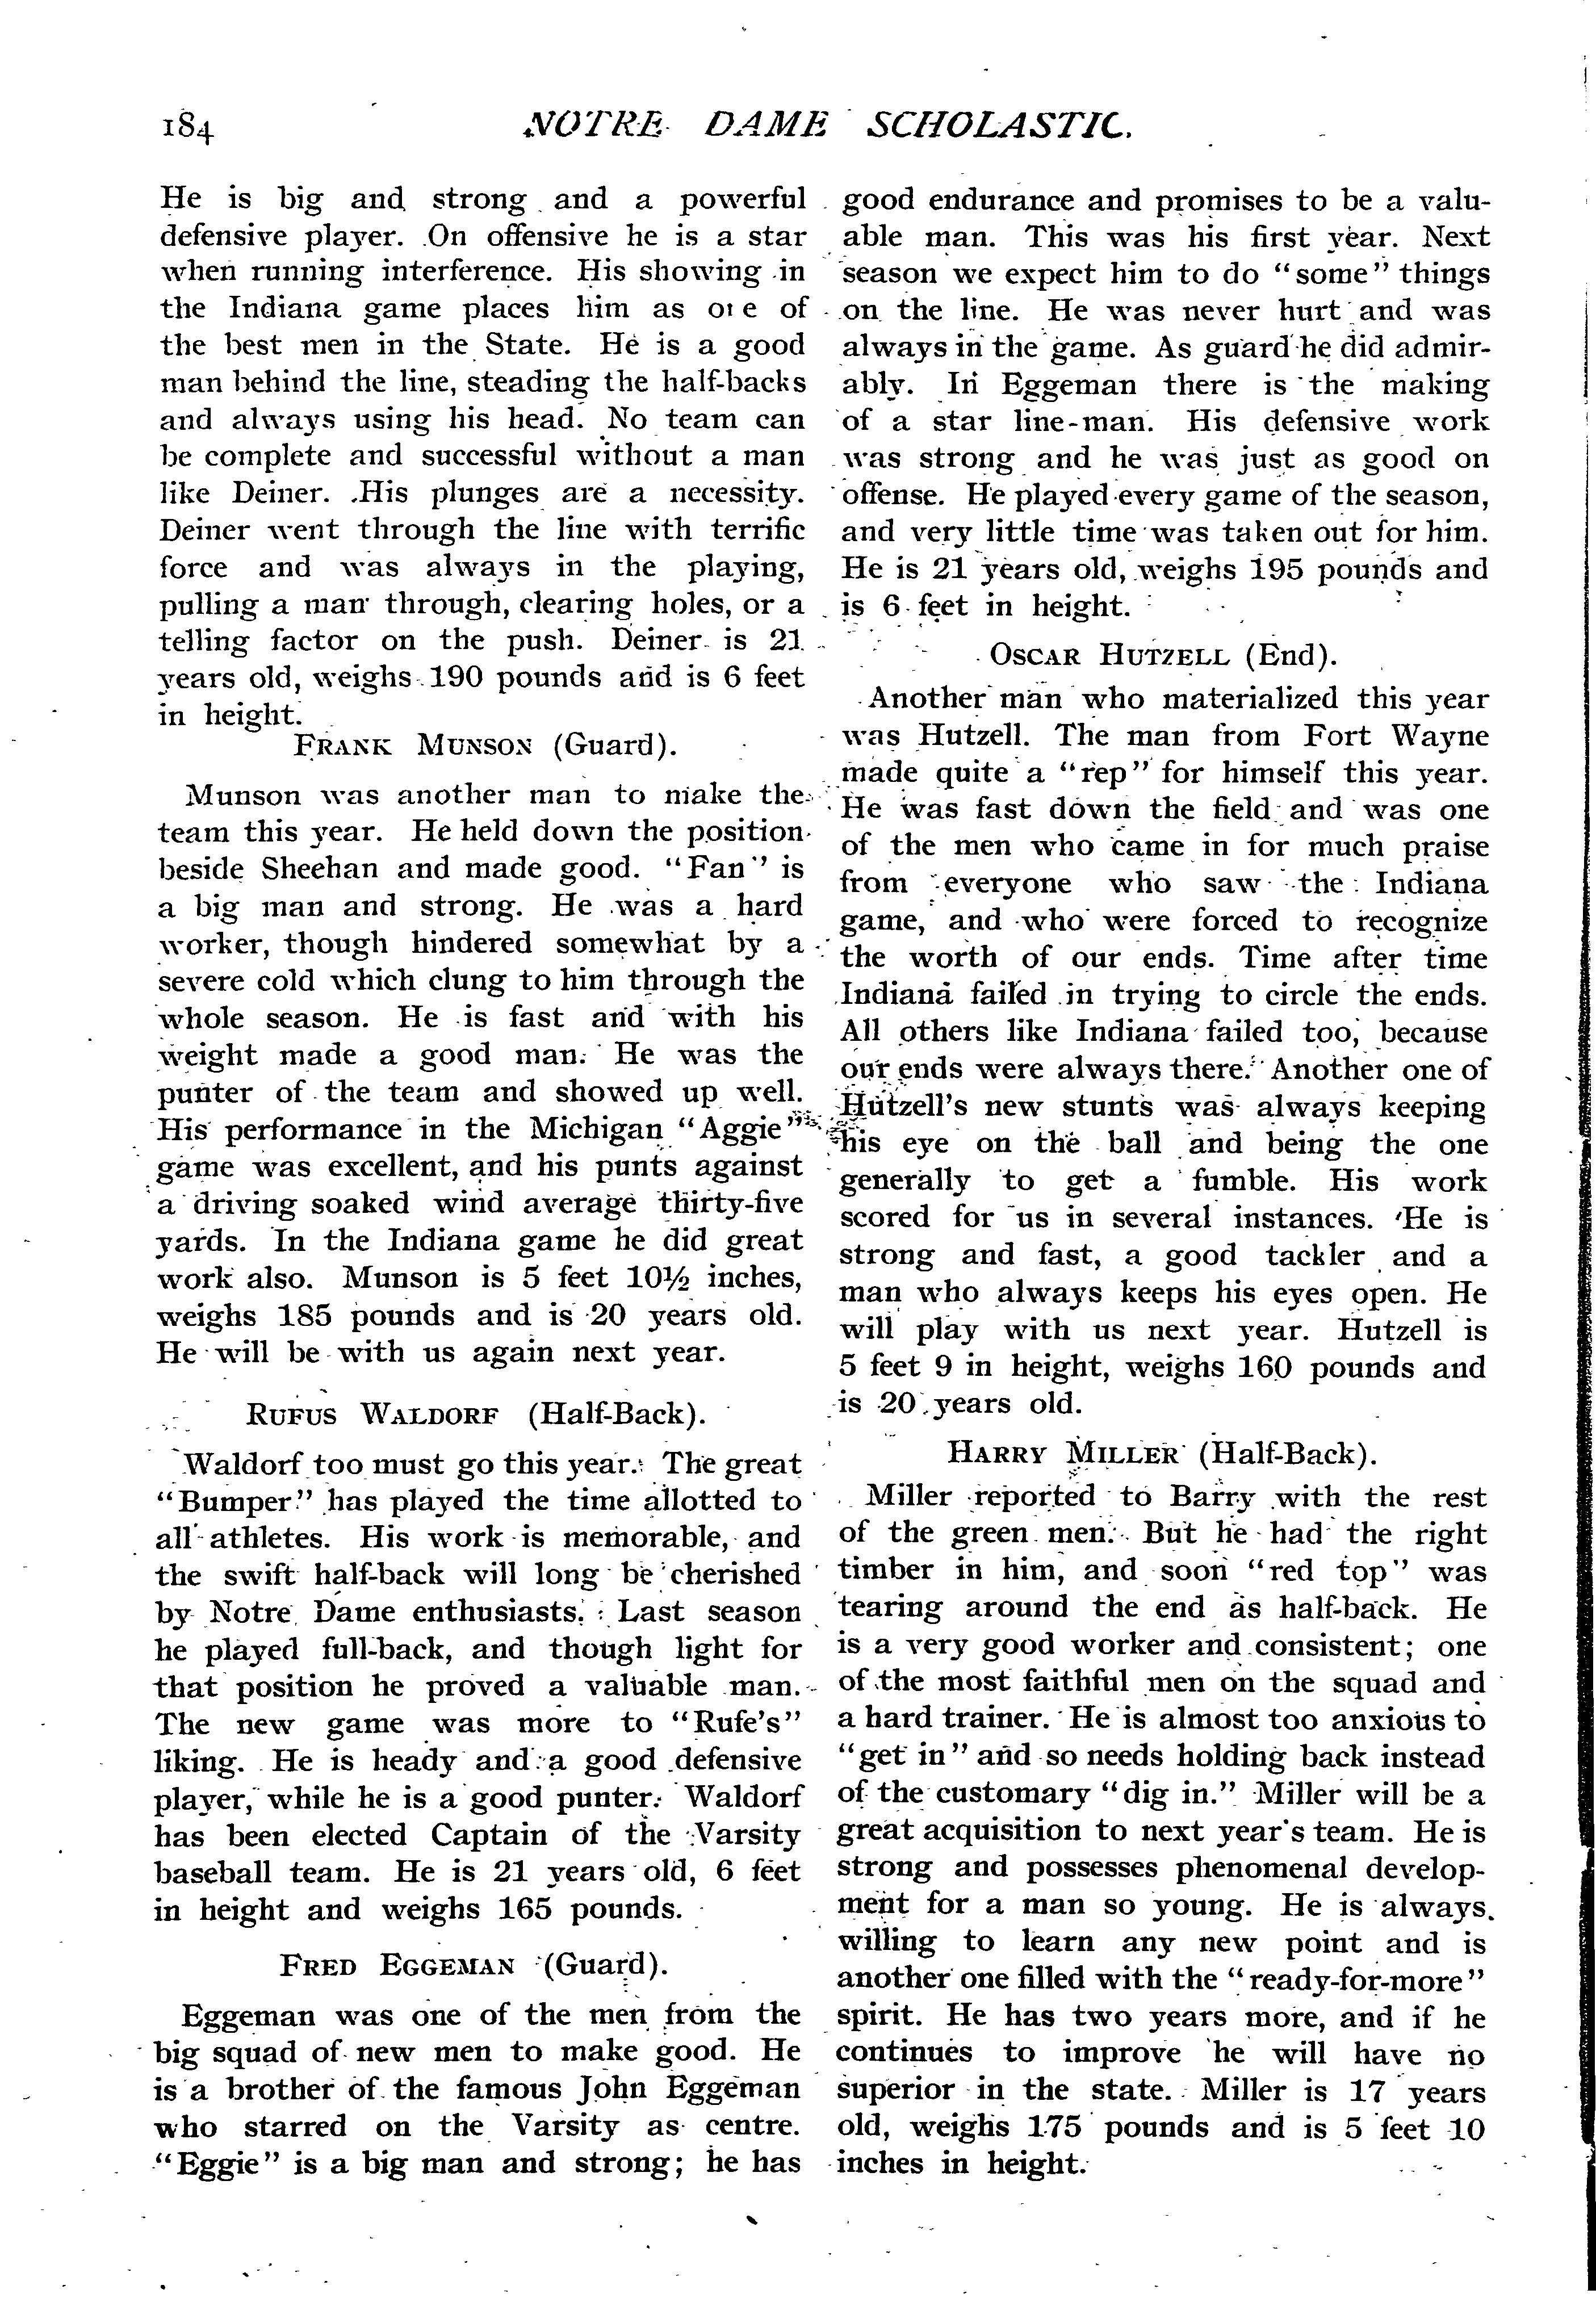 184
NOTRE DAME SCHOLASTIC.
He is big and strong and a powerful
defensive player. On offensive he is a star
when running interference. His showing in
the Indiana game places him as one of
the best men in the State. He is a good
man behind the line, steading the half-backs
and always using his head. No team can
be complete and successful without a man
like Deiner. His plunges are a necessity.
Deiner went through the line with terrific
force and was always in the playing,
pulling a man through, clearing holes, or a
telling factor on the push. Deiner is 21
years old, weighs 190 pounds and is 6 feet
in height.
FRANK MUNSON (Guard).
Munson was another man to make the
team this year. He held down the position
beside Sheehan and made good. "Fan" is
a big man and strong. He was a hard
worker, though hindered somewhat by a
severe cold which clung to him through the
whole season. He is fast and with his
weight made a good man. He was the
punter of the team and showed up well.
His performance in the Michigan "Aggie"
game was excellent, and his punts against
a driving soaked wind average thirty-five
yards. In the Indiana game he did great
work also. Munson is 5 feet 10½ inches,
weighs 185 pounds and is 20 years old.
He will be with us again next year.
RUFUS WALDORF (Half-Back).
Waldorf too must go this year. The great
"Bumper" has played the time allotted to
all athletes. His work is memorable, and
the swift half-back will long be cherished
by Notre Dame enthusiasts. Last season
he played full-back, and though light for
that position he proved a valuable man.
The new game was more to "Rufe's"
liking. He is heady and a good defensive
player, while he is a good punter. Waldorf
has been elected Captain of the Varsity
baseball team. He is 21 years old, 6 feet
in height and weighs 165 pounds.
FRED EGGEMAN (Guard).
Eggeman was one of the men from the
big squad of new men to make good. He
is a brother of the famous John Eggeman
who starred on the Varsity as centre.
"Eggie" is a big man and strong; he has
good endurance and promises to be a valu-
able man. This was his first year. Next
season we expect him to do "some" things
on the line. He was never hurt and was
always in the game. As guard he did admir-
ably. In Eggeman there is the making
of a star line-man. His defensive work
was strong and he was just as good on
offense. He played every game of the season,
and very little time was taken out for him.
He is 21 years old, weighs 195 pounds and
is 6 feet in height.
OSCAR HUTZELL (End).
Another man who materialized this year
was Hutzell. The man from Fort Wayne
made quite a "rep" for himself this year.
He was fast down the field and was one
of the men who came in for much praise
from everyone who saw the Indiana
game, and who were forced to recognize
the worth of our ends. Time after time
Indiana failed in trying to circle the ends.
All others like Indiana failed too, because
our ends were always there. Another one of
Hutzell's new stunts was always keeping
his eye on the ball and being the one
generally to get a fumble. His work
scored for us in several instances. He is
strong and fast, a good tackler and a
man who always keeps his eyes open. He
will play with us next year. Hutzell is
5 feet 9 in height, weighs 160 pounds and
is 20 years old.
HARRY MILLER (Half-Back).
Miller reported to Barry with the rest
of the green men. But he had the right
timber in him, and soon "red top" was
tearing around the end as half-back. He
is a very good worker and consistent; one
of the most faithful men on the squad and
a hard trainer. He is almost too anxious to
"get in" and so needs holding back instead
of the customary "dig in." Miller will be a
great acquisition to next year's team. He is
strong and possesses phenomenal develop-
ment for a man so young. He is always
willing to learn any new point and is
another one filled with the "ready-for-more"
spirit. He has two years more, and if he
continues to improve he will have no
superior in the state. Miller is 17 years
old, weighs 175 pounds and is 5 feet 10
inches in height.